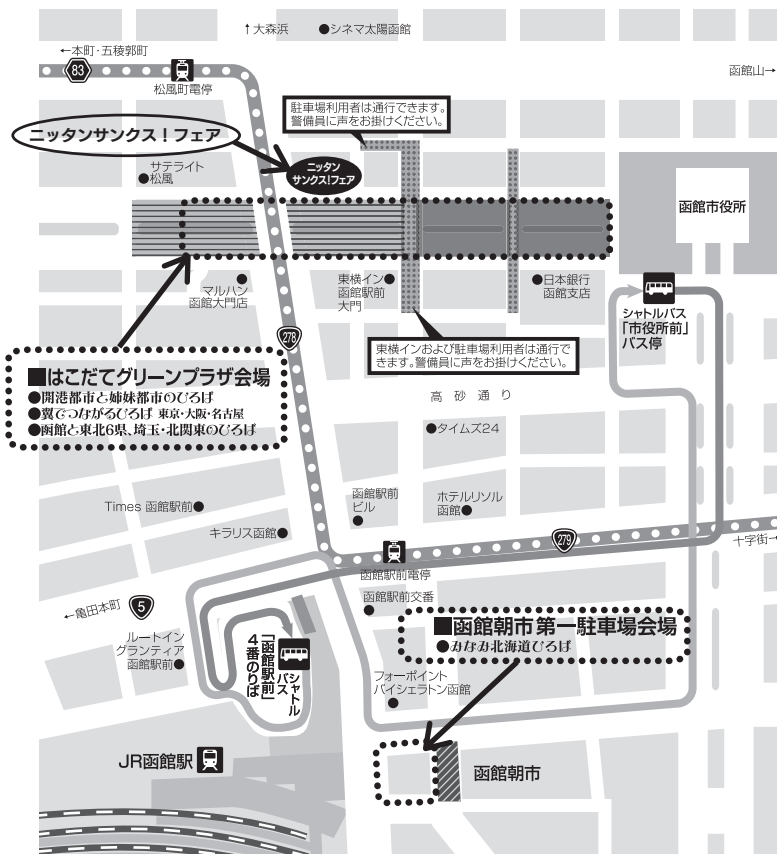 ↑大森浜
●シネマ太陽函館
←本町・五稜郭町
83
松風町電停
函館山→
駐車場利用者は通行できます。
警備員に声をお掛けください。
ニッタンサンクス！フェア
サテライト
●松風
ニッタン
サンクス!フェア
函館市役所
マルハン
函館大門店
東横イン●
函館駅前
大門
●日本銀行
函館支店
シャトルバス
「市役所前」
バス停
278
東横インおよび駐車場利用者は通行で
きます。警備員に声をお掛けください。
■はこだてグリーンプラザ会場
●開港都市と姉妹都市のひろば
●翼でつながるひろば 東京・大阪・名古屋
●函館と東北6県、埼玉・北関東のひろば
高砂通り
●タイムズ24
Times 函館駅前●
函館駅前
ビル
●
ホテルリソル
函館●
キラリス函館●
279
十字街→
函館駅前電停
←亀田本町
5
函館駅前交番
●
ルートイン
グランティア
函館駅前●
シャトル
バス
「函館駅前」
4番のりば
■函館朝市第一駐車場会場
●みなみ北海道ひろば
フォーポイント
バイシェラトン函館
●
JR函館駅
函館朝市